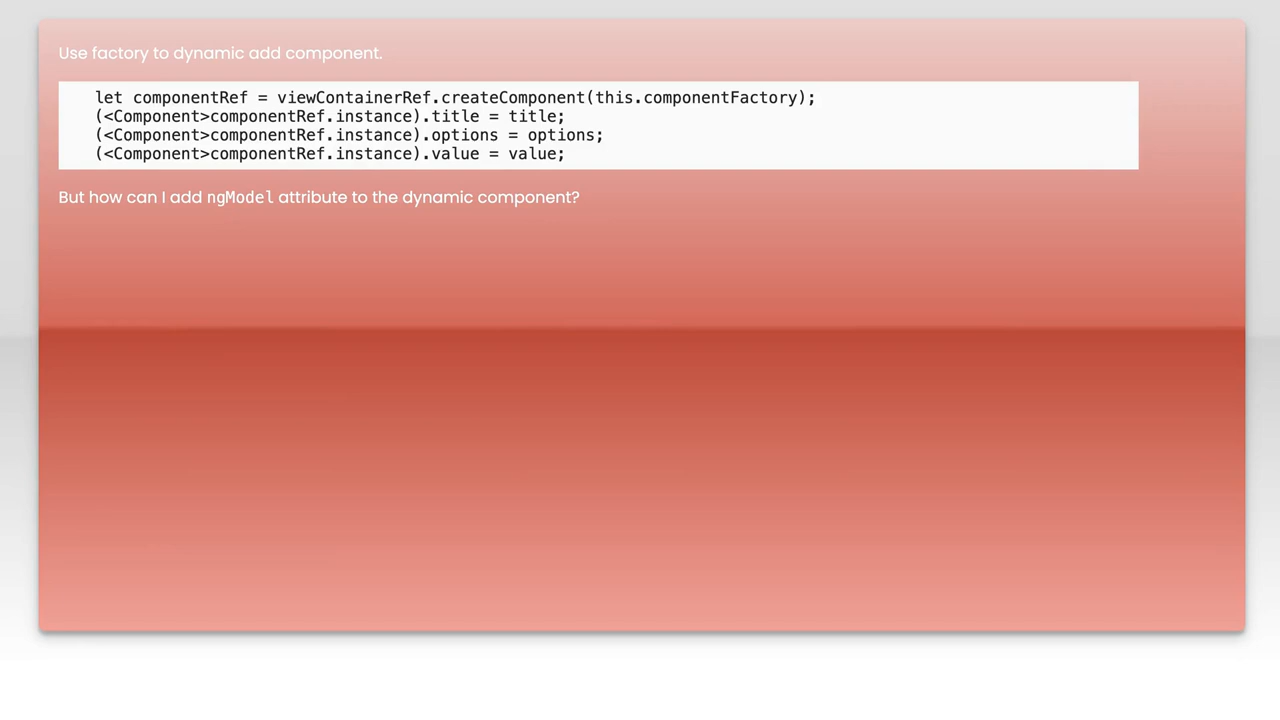 Use factory to dynamic add component.
let componentRef = viewContainerRef.createComponent(this.componentFactory);
(<Component>componentRef.instance).title = title;
(<Component>componentRef.instance).options = options;
(<Component>componentRef.instance).value = value;
But how can I add ngModel attribute to the dynamic component?